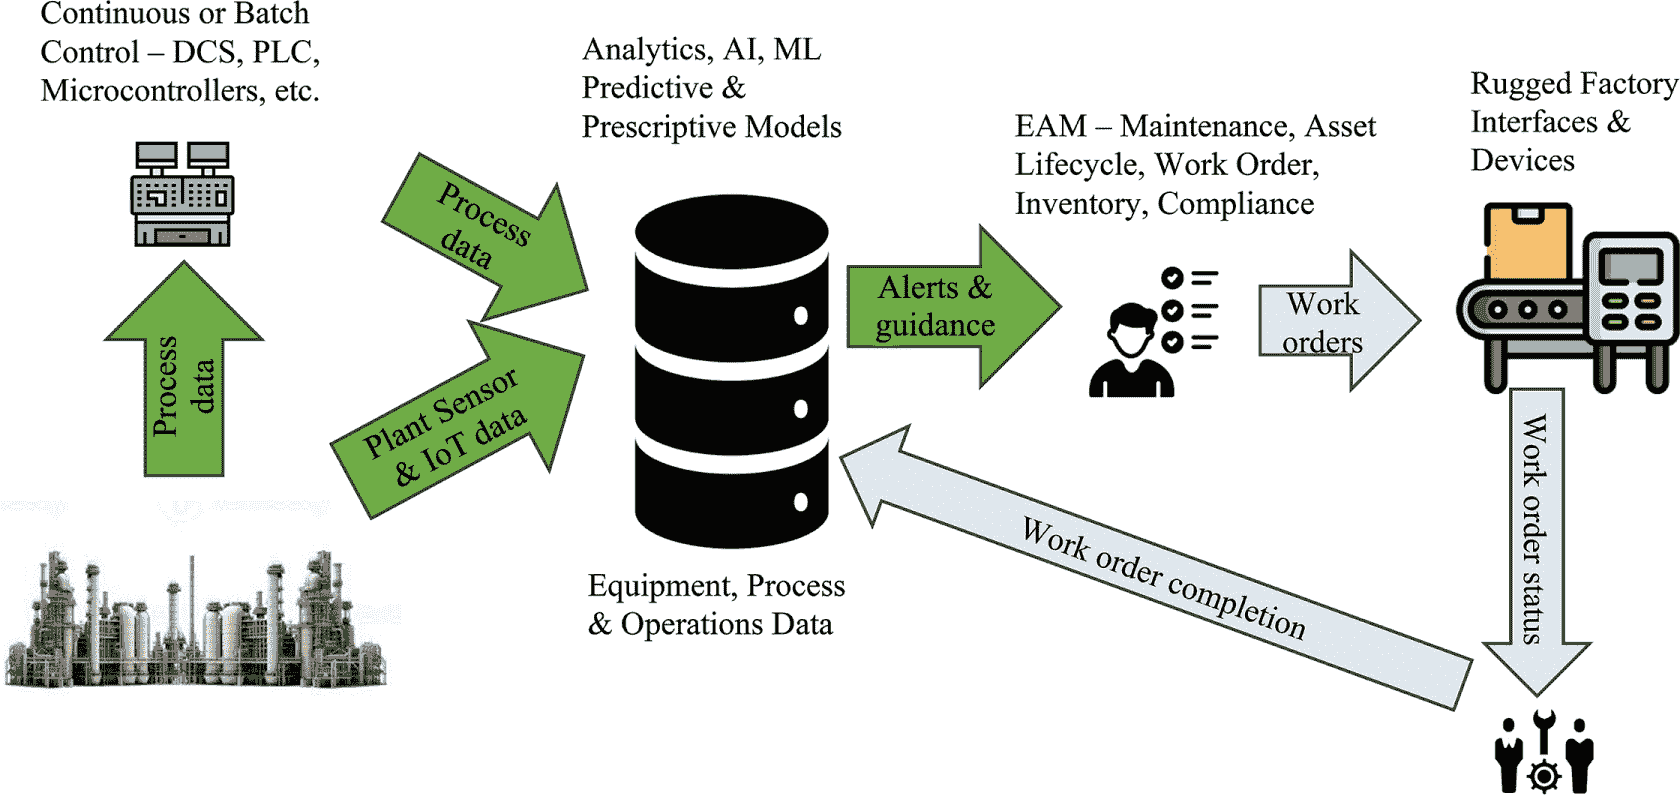 Continuous or Batch
Control – DCS, PLC,
Microcontrollers, etc.
Process
data
Process
data
Plant Sensor
& IoT data
Analytics, AI, ML
Predictive &
Prescriptive Models
Equipment, Process
& Operations Data
Alerts &
guidance
EAM – Maintenance, Asset
Lifecycle, Work Order,
Inventory, Compliance
Work
orders
Rugged Factory
Interfaces &
Devices
Work order status
Work order completion